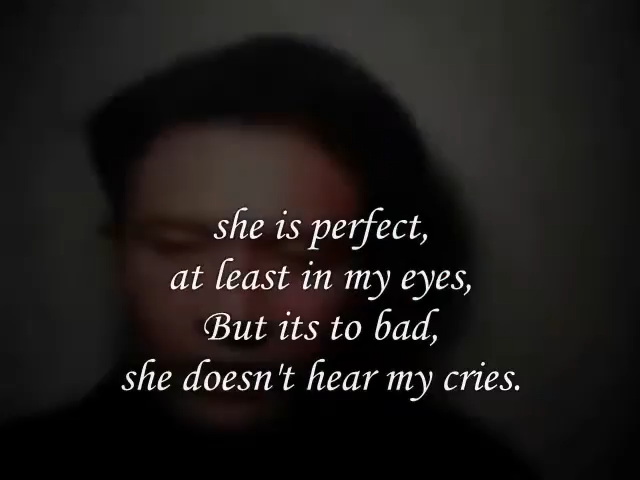 she is perfect,
at least in my eyes,
But its to bad,
she doesn't hear my cries.